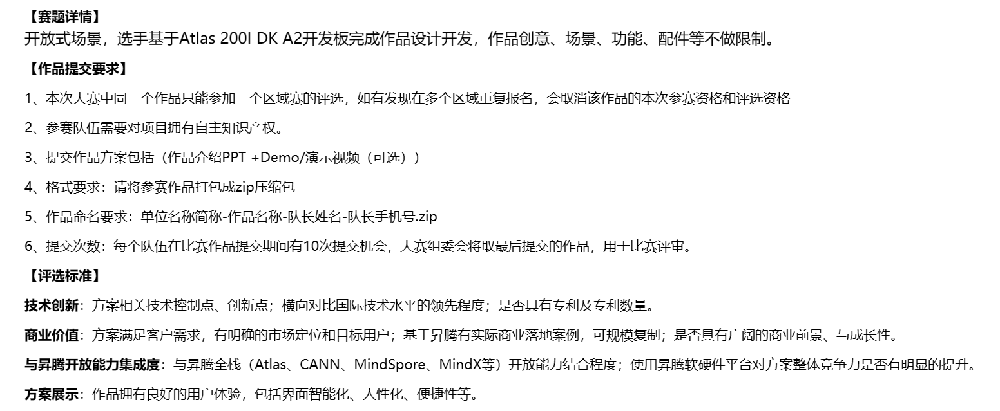 【赛题详情】
开放式场景，选手基于Atlas 200I DK A2开发板完成作品设计开发，作品创意、场景、功能、配件等不做限制。
【作品提交要求】
1、本次大赛中同一个作品只能参加一个区域赛的评选，如有发现在多个区域重复报名，会取消该作品的本次参赛资格和评选资格
2、参赛队伍需要对项目拥有自主知识产权。
3、提交作品方案包括（作品介绍PPT +Demo/演示视频（可选））
4、格式要求：请将参赛作品打包成zip压缩包
5、作品命名要求：单位名称简称-作品名称-队长姓名-队长手机号.zip
6、提交次数：每个队伍在比赛作品提交期间有10次提交机会，大赛组委会将取最后提交的作品，用于比赛评审。
【评选标准】
技术创新：方案相关技术控制点、创新点；横向对比国际技术水平的领先程度；是否具有专利及专利数量。
商业价值：方案满足客户需求，有明确的市场定位和目标用户；基于昇腾有实际商业落地案例，可规模复制；是否具有广阔的商业前景、与成长性。
与昇腾开放能力集成度：与昇腾全栈（Atlas、CANN、MindSpore、MindX等）开放能力结合程度；使用昇腾软硬件平台对方案整体竞争力是否有明显的提升。
方案展示：作品拥有良好的用户体验，包括界面智能化、人性化、便捷性等。